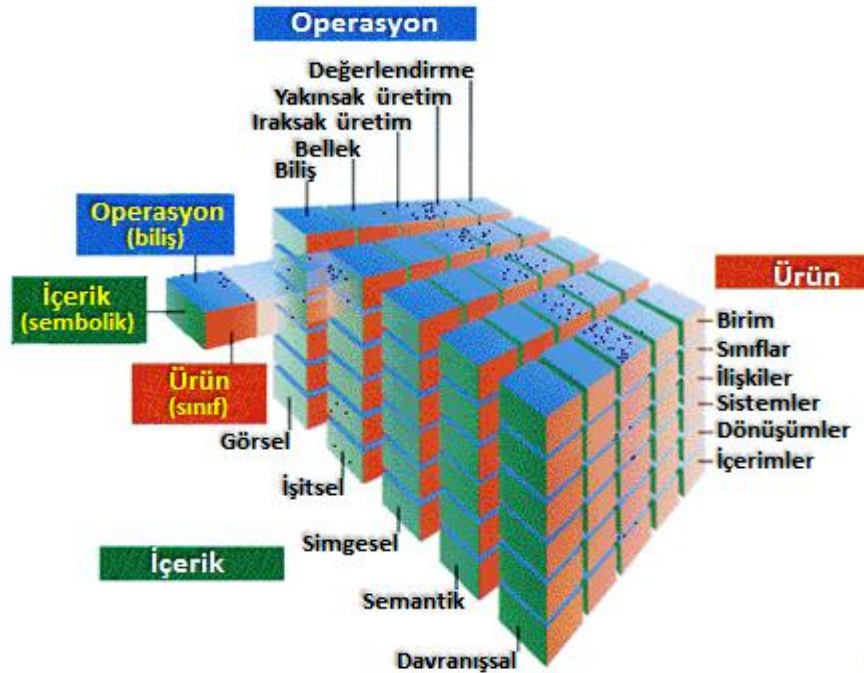 Operasyon
Değerlendirme
Yakınsak üretim
Iraksak üretim
Bellek
Biliş
Operasyon
(biliş)
İçerik
(sembolik)
Ürün
(sınıf)
Ürün
Birim
Sınıflar
İlişkiler
Sistemler
Dönüşümler
İçerimler
Görsel
İşitsel
Simgesel
Semantik
Davranışsal
İçerik